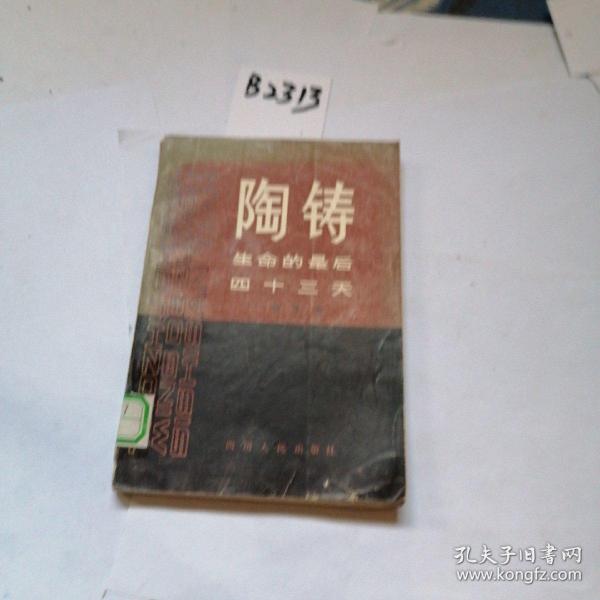 B2313
陶铸
生命的最后
四十三天
四川人民出版社
孔夫子旧书网
www.kongfz.com